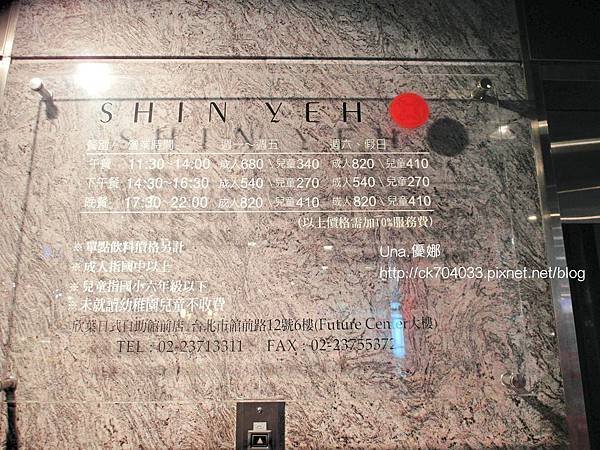 SHIN YEH
餐別 營業時間 週一~週五 週六、假日
午餐 11:30-14:00 成人680\兒童340 成人820\兒童410
下午餐 14:30~16:30 成人540\兒童270 成人540\兒童270
晚餐 17:30~22:00 成人820\兒童410 成人820\兒童410
(以上價格需加10%服務費)
※單點飲料價格另計
※成人指國中以上
※兒童指國小六年級以下
※未就讀幼稚園兒童不收費
欣葉日式自助館前店 台北市館前路12號6樓(Future Center大樓)
TEL : 02-23713311 FAX : 02-23755372
Una.優娜
http://ck704033.pixnet.net/blog